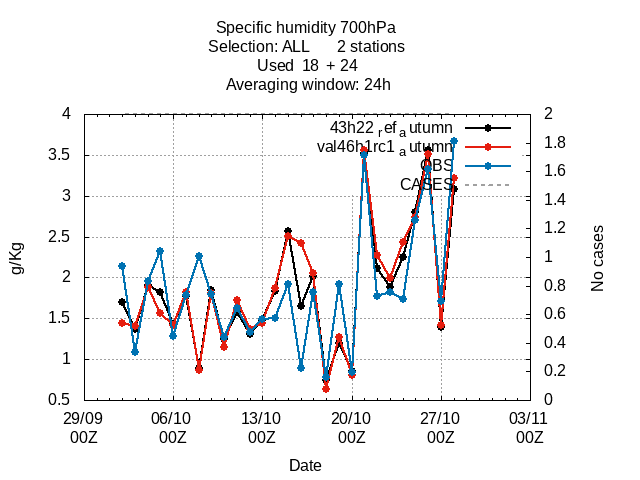 Specific humidity 700hPa
Selection: ALL 2 stations
Used 18 + 24
Averaging window: 24h
43h22 ref a utumn
val46h1rc1 a utumn
OBS
CASES
4
3.5
3
2.5
2
1.5
1
0.5
2
1.8
1.6
1.4
1.2
1
0.8
0.6
0.4
0.2
0
g/Kg
No cases
29/09 06/10 13/10 20/10 27/10 03/11
00Z 00Z 00Z 00Z 00Z 00Z
Date